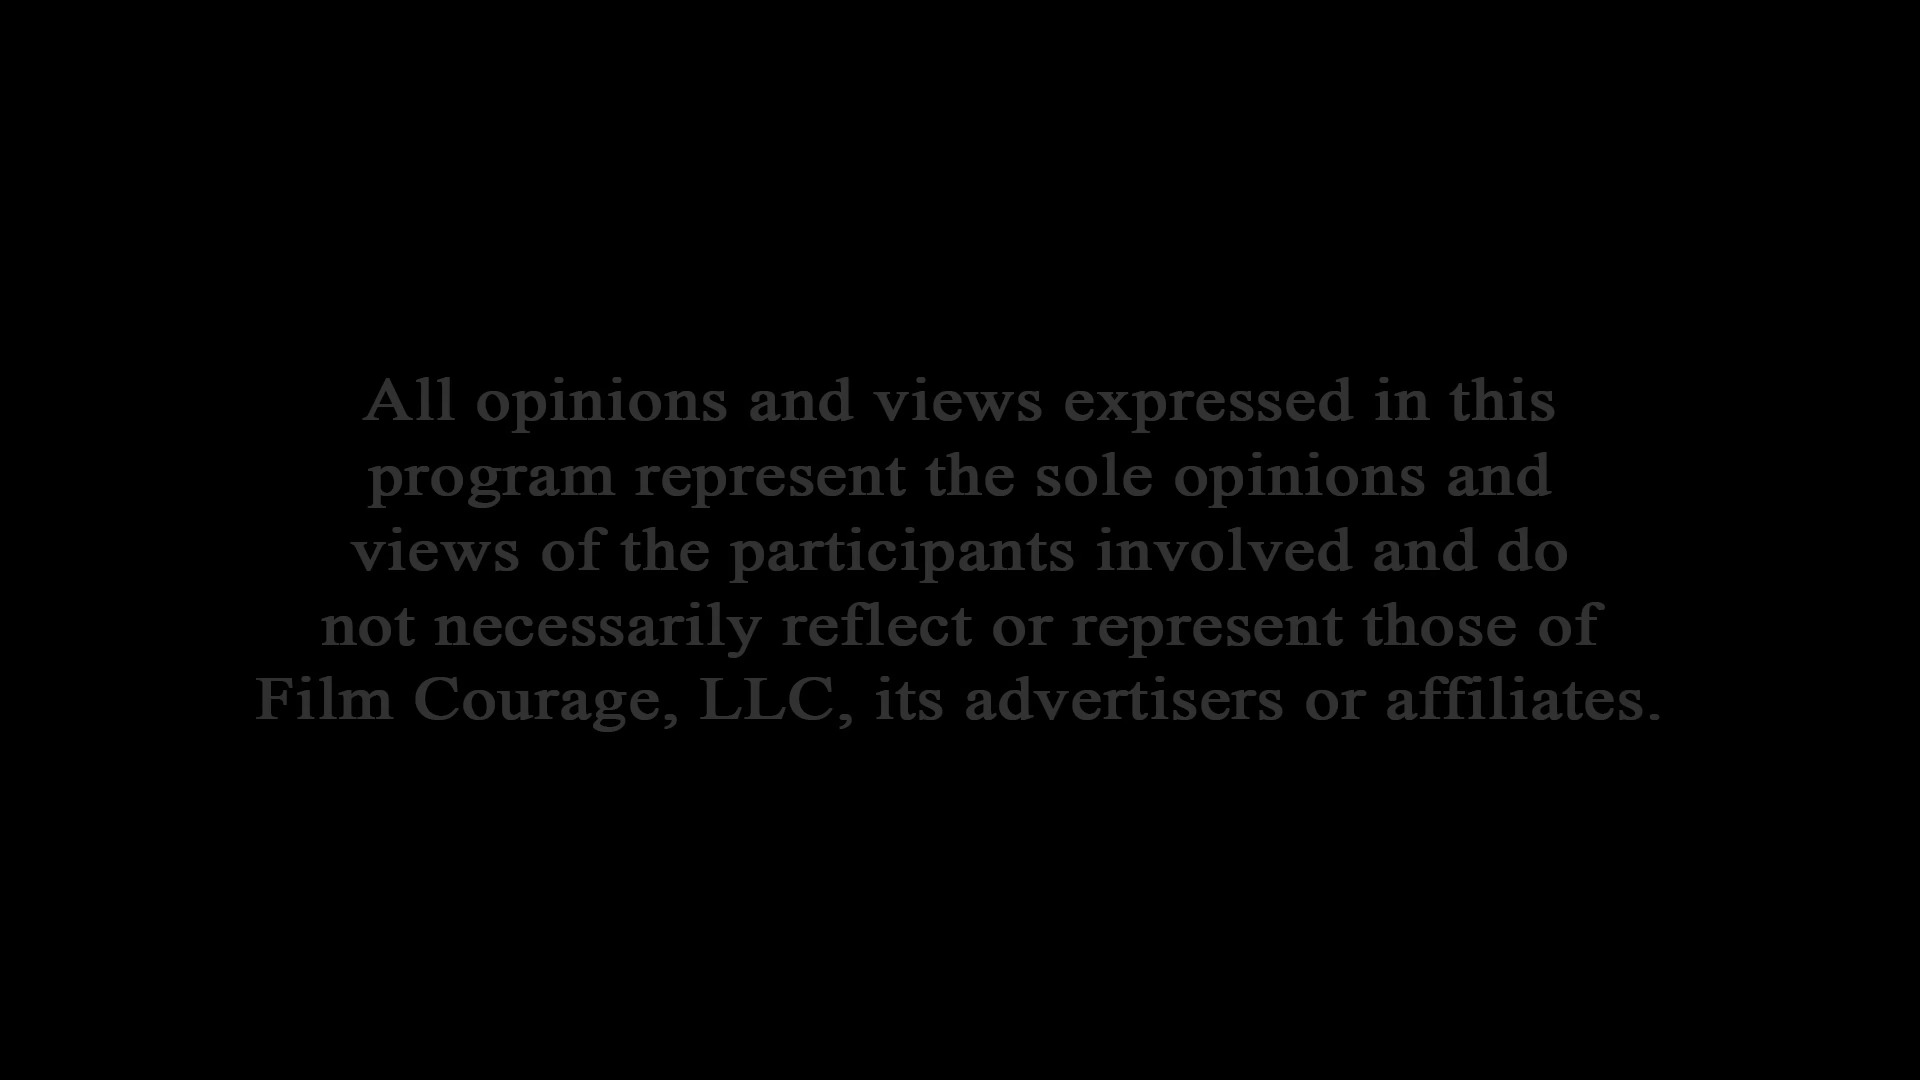 All opinions and views expressed in this
program represent the sole opinions and
views of the participants involved and do
not necessarily reflect or represent those of
Film Courage, LLC, its advertisers or affiliates.